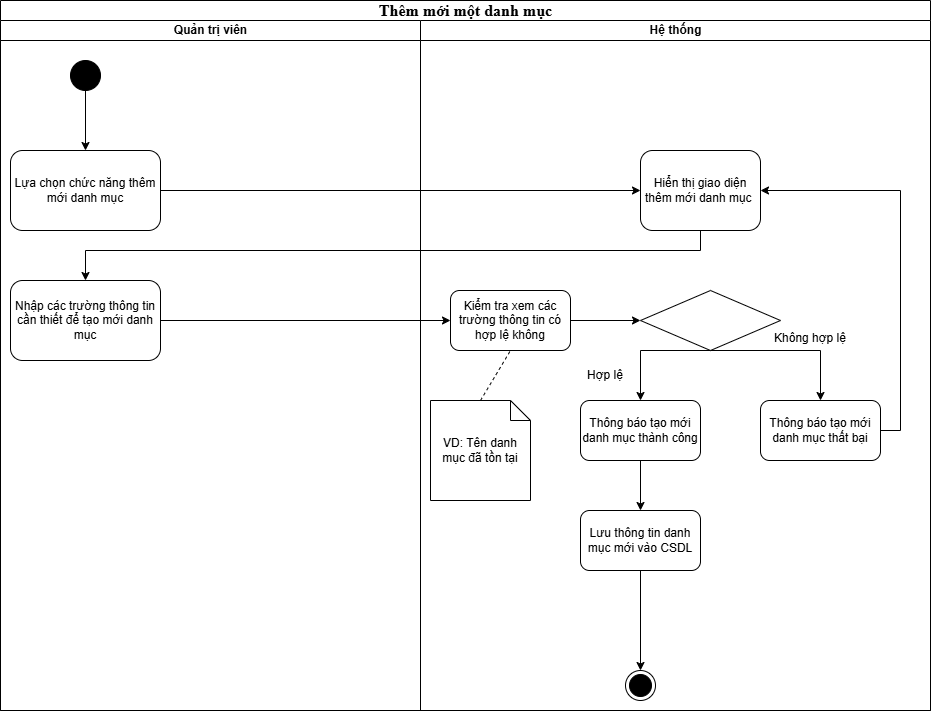 Thêm mới một danh mục
Quản trị viên
Hệ thống
Lựa chọn chức năng thêm
mới danh mục
Hiển thị giao diện
thêm mới danh mục
Nhập các trường thông tin
cần thiết để tạo mới danh
mục
Kiểm tra xem các
trường thông tin có
hợp lệ không
Không hợp lệ
Hợp lệ
VD: Tên danh
mục đã tồn tại
Thông báo tạo mới
danh mục thành công
Thông báo tạo mới
danh mục thất bại
Lưu thông tin danh
mục mới vào CSDL